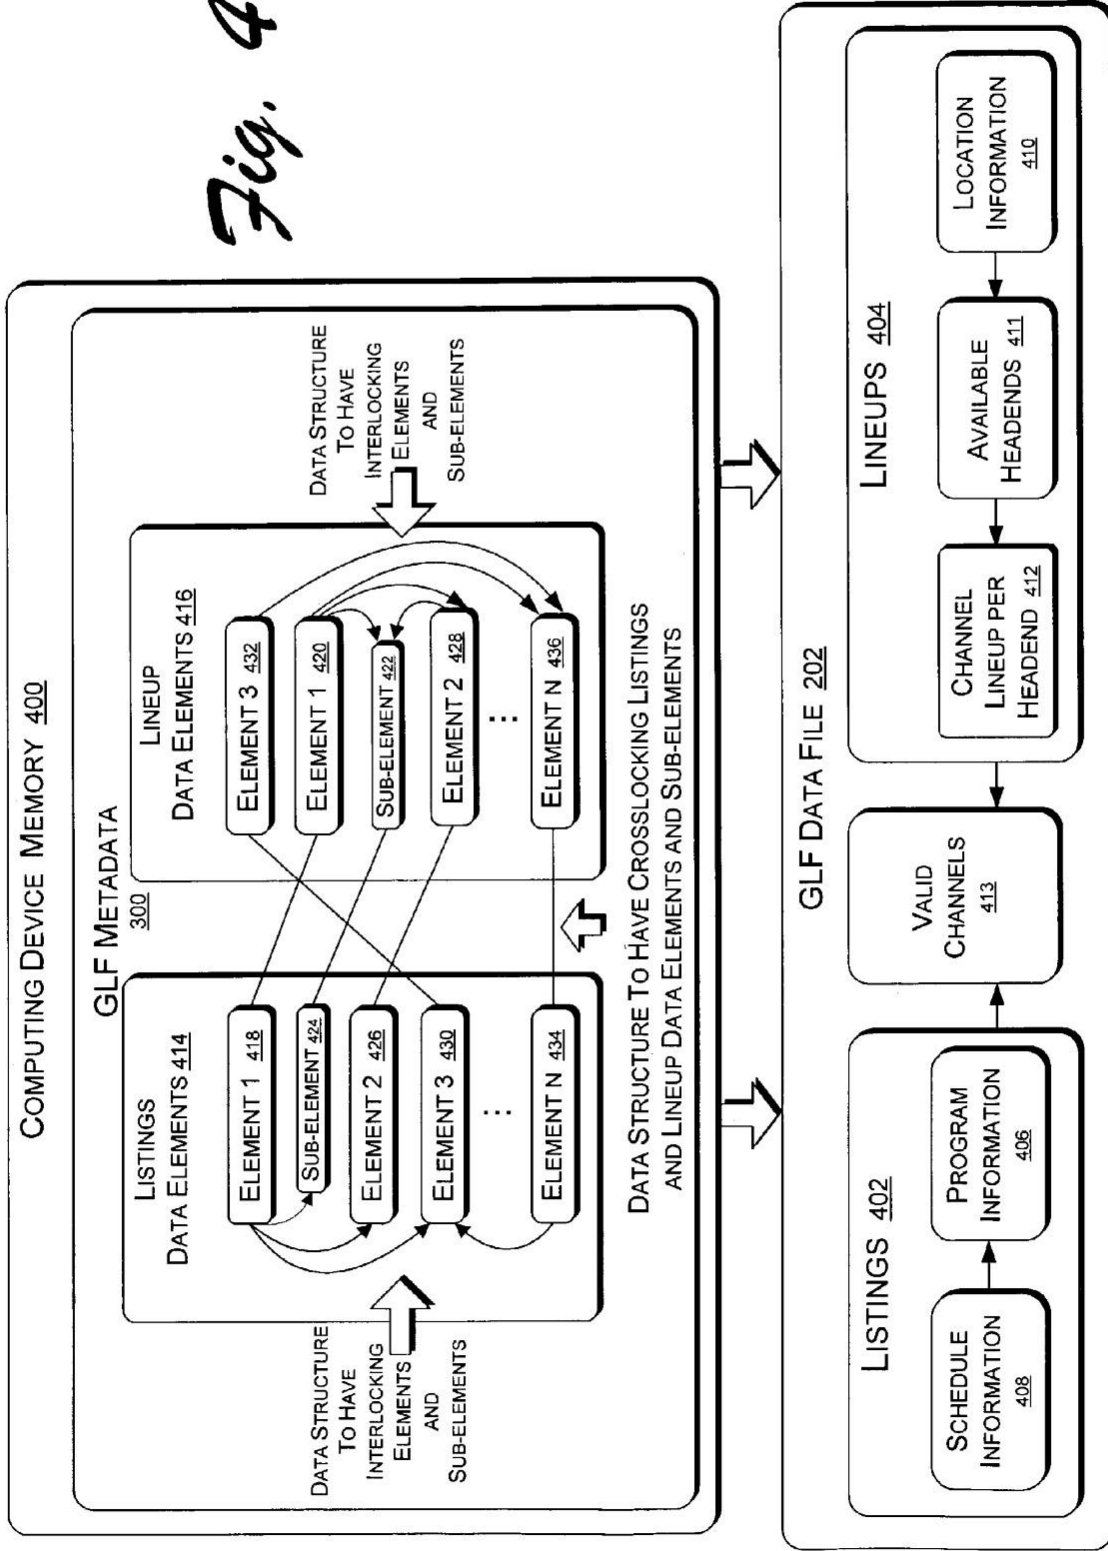 Fig. 4
COMPUTING DEVICE MEMORY 400
GLF METADATA
300
LISTINGS
DATA ELEMENTS 414
ELEMENT 1 418
SUB-ELEMENT 424
ELEMENT 2 426
ELEMENT 3 430
...
ELEMENT N 434
LINEUP
DATA ELEMENTS 416
ELEMENT 3 432
ELEMENT 1 420
SUB-ELEMENT 422
ELEMENT 2 428
...
ELEMENT N 436
DATA STRUCTURE
TO HAVE
INTERLOCKING
ELEMENTS
AND
SUB-ELEMENTS
DATA STRUCTURE
TO HAVE
INTERLOCKING
ELEMENTS
AND
SUB-ELEMENTS
DATA STRUCTURE TO HAVE CROSSLOCKING LISTINGS
AND LINEUP DATA ELEMENTS AND SUB-ELEMENTS
GLF DATA FILE 202
LISTINGS 402
SCHEDULE
INFORMATION
408
PROGRAM
INFORMATION
406
VALID
CHANNELS
413
LINEUPS 404
CHANNEL
LINEUP PER
HEADEND 412
AVAILABLE
HEADENDS 411
LOCATION
INFORMATION
410